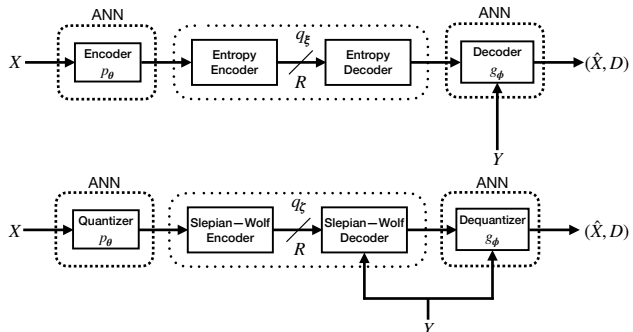 ANN
ANN
X
Encoder
p_θ
Entropy
Encoder
q_ξ
R
Entropy
Decoder
Decoder
g_ϕ
(X̂, D)
Y
ANN
ANN
X
Quantizer
p_θ
Slepian—Wolf
Encoder
q_ζ
R
Slepian—Wolf
Decoder
Dequantizer
g_ϕ
(X̂, D)
Y